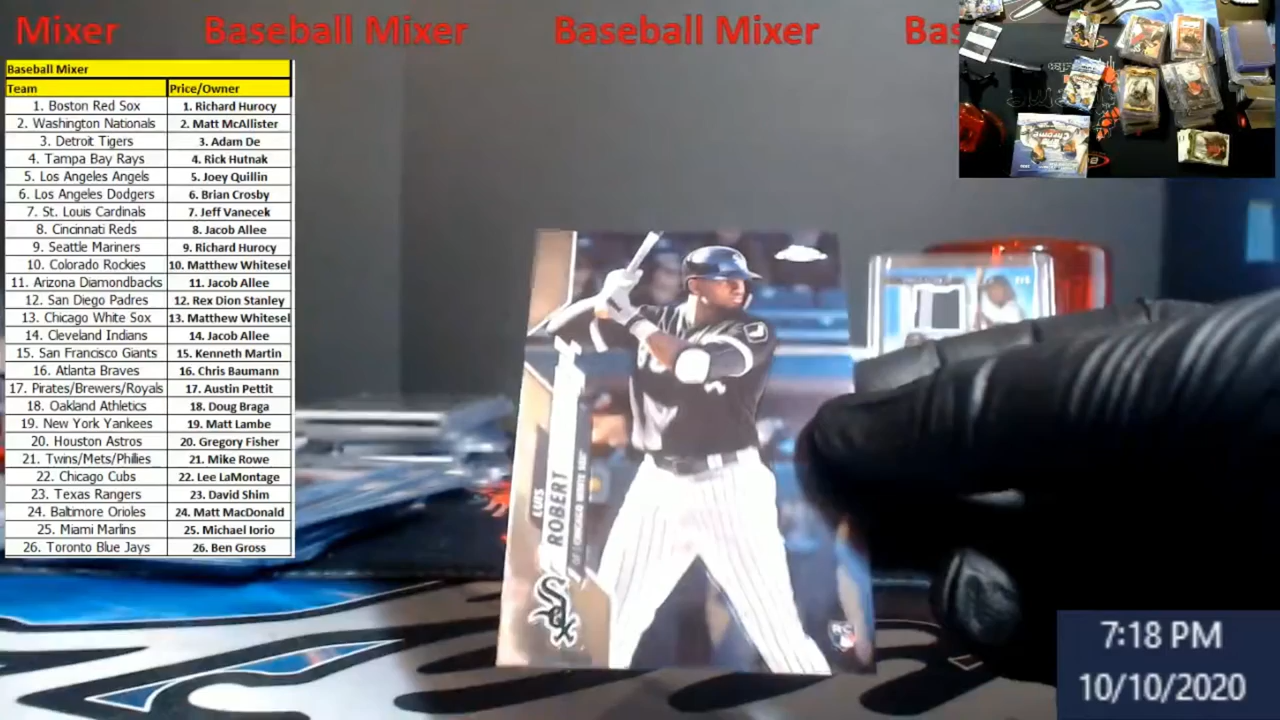 Mixer Baseball Mixer Baseball Mixer Bas
Baseball Mixer
Team Price/Owner
1. Boston Red Sox 1. Richard Hurocy
2. Washington Nationals 2. Matt McAllister
3. Detroit Tigers 3. Adam De
4. Tampa Bay Rays 4. Rick Hutnak
5. Los Angeles Angels 5. Joey Quillin
6. Los Angeles Dodgers 6. Brian Crosby
7. St. Louis Cardinals 7. Jeff Vanecek
8. Cincinnati Reds 8. Jacob Allee
9. Seattle Mariners 9. Richard Hurocy
10. Colorado Rockies 10. Matthew Whitesel
11. Arizona Diamondbacks 11. Jacob Allee
12. San Diego Padres 12. Rex Dion Stanley
13. Chicago White Sox 13. Matthew Whitesel
14. Cleveland Indians 14. Jacob Allee
15. San Francisco Giants 15. Kenneth Martin
16. Atlanta Braves 16. Chris Baumann
17. Pirates/Brewers/Royals 17. Austin Pettit
18. Oakland Athletics 18. Doug Braga
19. New York Yankees 19. Matt Lambe
20. Houston Astros 20. Gregory Fisher
21. Twins/Mets/Phillies 21. Mike Rowe
22. Chicago Cubs 22. Lee LaMontage
23. Texas Rangers 23. David Shim
24. Baltimore Orioles 24. Matt MacDonald
25. Miami Marlins 25. Michael Iorio
26. Toronto Blue Jays 26. Ben Gross
LUIS
ROBERT
Sox
RC
7:18 PM
10/10/2020